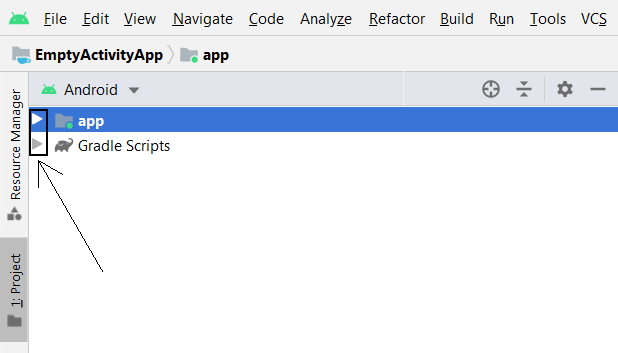 File Edit View Navigate Code Analyze Refactor Build Run Tools VCS
EmptyActivityApp app
Android
app
Gradle Scripts
Resource Manager
1: Project